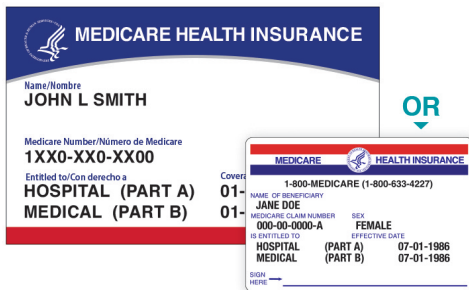 MEDICARE HEALTH INSURANCE
Name/Nombre
JOHN L SMITH
Medicare Number/Número de Medicare
1XX0-XX0-XX00
Entitled to/Con derecho a Covera
HOSPITAL (PART A) 01-
MEDICAL (PART B) 01-
OR
MEDICARE HEALTH INSURANCE
1-800-MEDICARE (1-800-633-4227)
NAME OF BENEFICIARY
JANE DOE
MEDICARE CLAIM NUMBER SEX
000-00-0000-A FEMALE
IS ENTITLED TO EFFECTIVE DATE
HOSPITAL (PART A) 07-01-1986
MEDICAL (PART B) 07-01-1986
SIGN
HERE